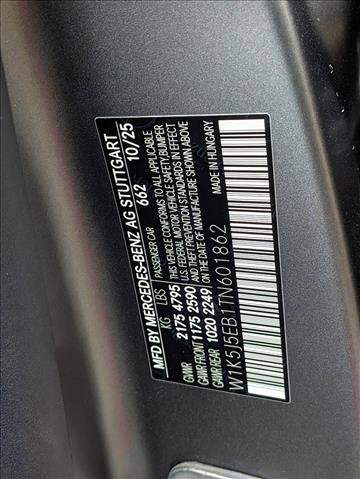 MFD BY MERCEDES-BENZ AG STUTTGART
PASSENGER CAR 662 10/25
KG LBS
GVWR 2175 4795
GAWR FRONT 1175 2590
GAWR REAR 1020 2249
THIS VEHICLE CONFORMS TO ALL APPLICABLE
U.S. FEDERAL MOTOR VEHICLE SAFETY, BUMPER
AND THEFT PREVENTION STANDARDS IN EFFECT
ON THE DATE OF MANUFACTURE SHOWN ABOVE
MADE IN HUNGARY
W1K5J5EB1TN601862